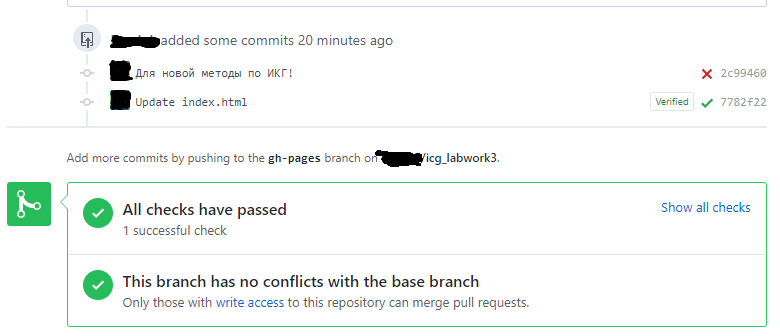 added some commits 20 minutes ago
Для новой методы по ИКГ! 2c99460
Update index.html Verified 7782f22
Add more commits by pushing to the gh-pages branch on /icg_labwork3.
All checks have passed Show all checks
1 successful check
This branch has no conflicts with the base branch
Only those with write access to this repository can merge pull requests.